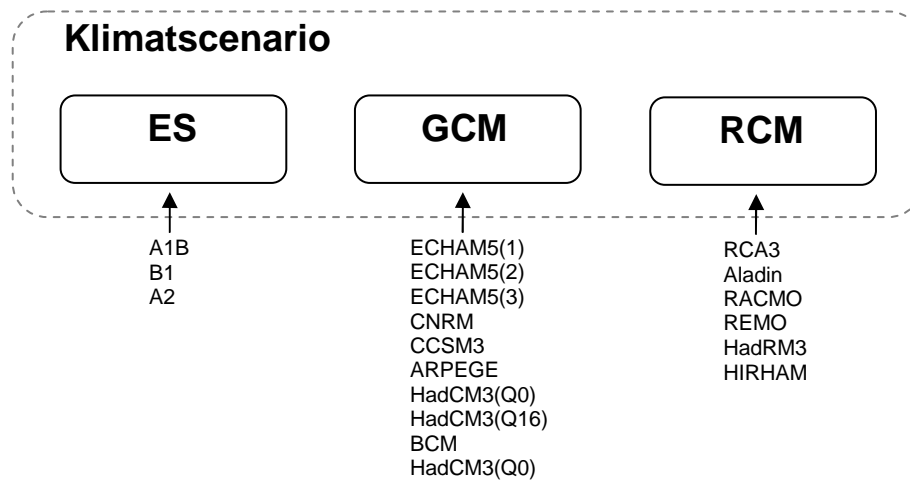 Klimatscenario
ES
GCM
RCM
A1B
B1
A2
ECHAM5(1)
ECHAM5(2)
ECHAM5(3)
CNRM
CCSM3
ARPEGE
HadCM3(Q0)
HadCM3(Q16)
BCM
HadCM3(Q0)
RCA3
Aladin
RACMO
REMO
HadRM3
HIRHAM